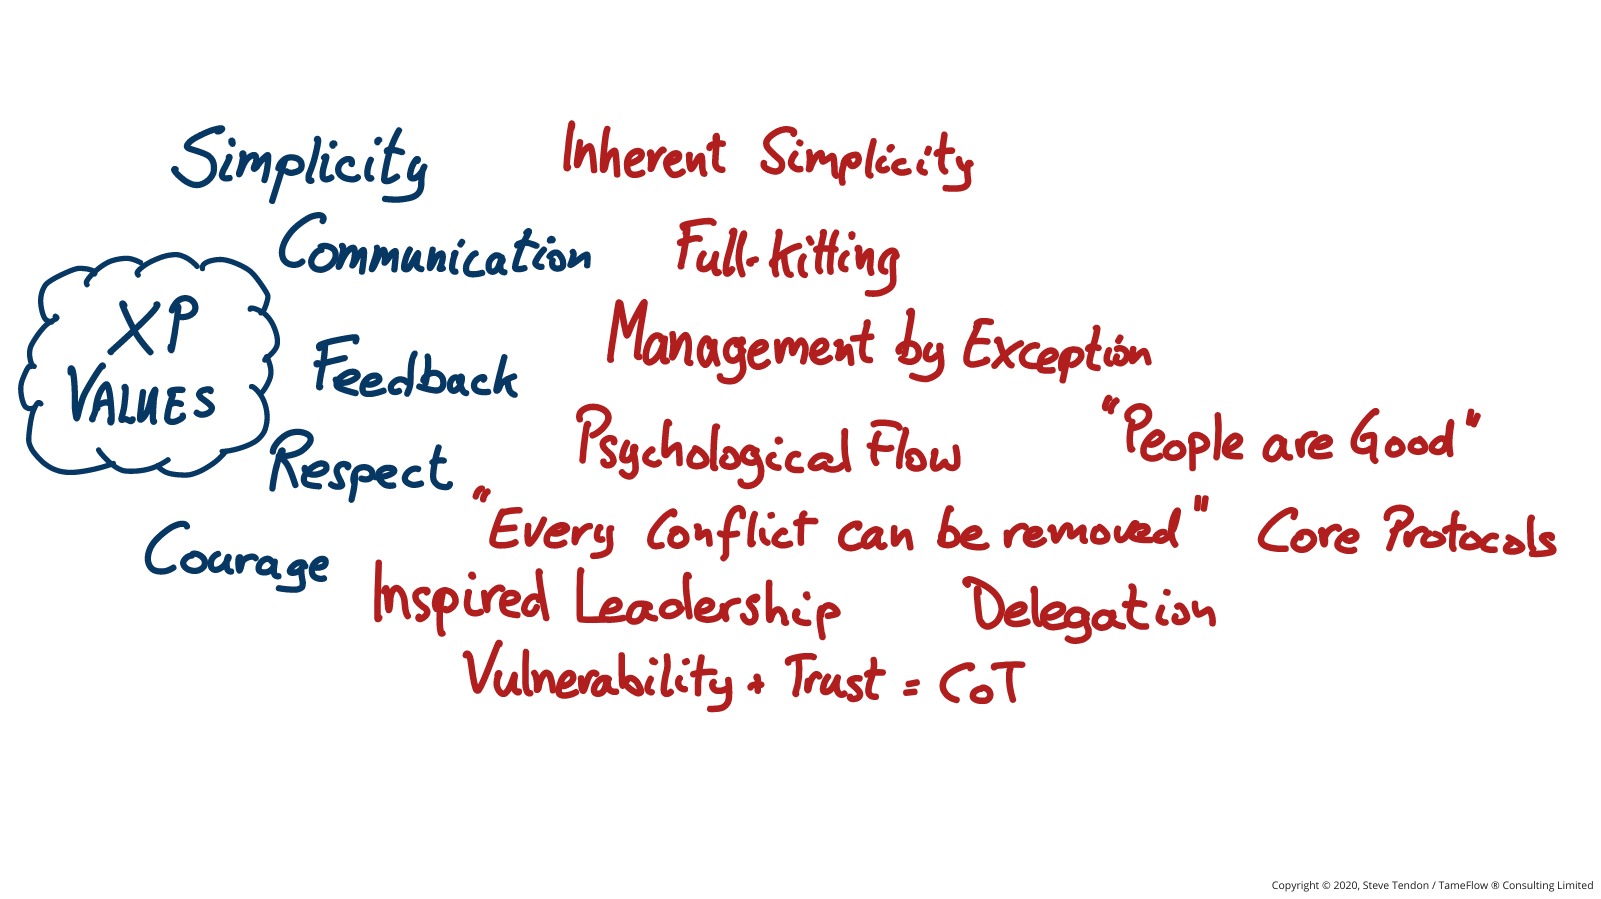 Simplicity Inherent Simplicity
Communication Full-kitting
XP
VALUES
Feedback Management by Exception
Respect Psychological Flow "People are Good"
"Every Conflict can be removed" Core Protocols
Courage Inspired Leadership Delegation
Vulnerability + Trust = CoT
Copyright © 2020, Steve Tendon / TameFlow ® Consulting Limited